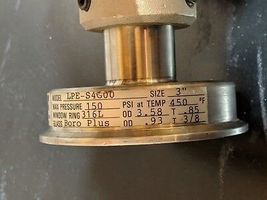 MODEL LPE-S4G00 SIZE 3"
MAX PRESSURE 150 PSI at TEMP 450 °F
WINDOW RING 316L OD 3.58 T .85
GLASS Boro Plus OD .93 T 3/8